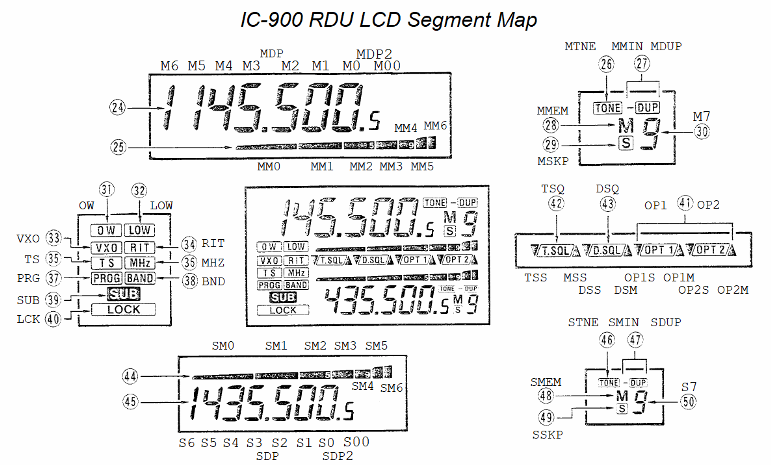 IC-900 RDU LCD Segment Map
MDP MDP2
M6 M5 M4 M3 M2 M1 M0 M00
24 1145.500.5
25 MM4 MM6
MM0 MM1 MM2 MM3 MM5
MTNE MMIN MDUP
26 27
TONE - DUP
MMEM 28 M 9 M7 30
29 S
MSKP
31 32
OW LOW
OW LOW
VXO 33 VXO RIT 34 RIT
TS 35 TS MHz 35 MHZ
PRG 37 PROG BAND 38 BND
SUB 39 SUB
LCK 40 LOCK
145.500.5 TONE - DUP M S 9
OW LOW
VXO RIT T.SQL D.SQL OPT 1 OPT 2
TS MHz
PROG BAND
SUB 435.500.5 TONE - DUP M S 9
LOCK
TSQ DSQ OP1 41 OP2
42 43
T.SQL D.SQL OPT 1 OPT 2
TSS MSS OP1S OP1M
DSS DSM OP2S OP2M
SM0 SM1 SM2 SM3 SM5
44 SM4 SM6
45 1435.500.5
S6 S5 S4 S3 S2 S1 S0 S00
SDP SDP2
STNE SMIN SDUP
46 47
TONE - DUP
SMEM 48 M 9 S7 50
49 S
SSKP